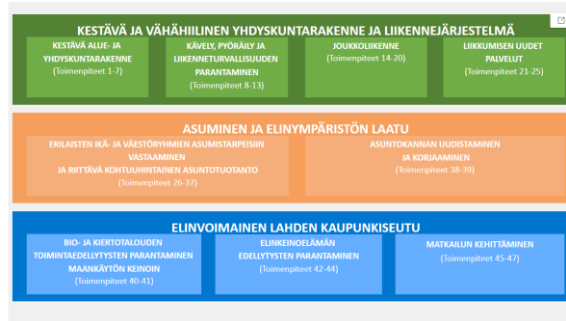 KESTÄVÄ JA VÄHÄHIILINEN YHDYSKUNTARAKENNE JA LIIKENNEJÄRJESTELMÄ
KESTÄVÄ ALUE- JA
YHDYSKUNTARAKENNE
(Toimenpiteet 1-7)
KÄVELY, PYÖRÄILY JA
LIIKENNETURVALLISUUDEN
PARANTAMINEN
(Toimenpiteet 8-13)
JOUKKOLIIKENNE
(Toimenpiteet 14-20)
LIIKKUMISEN UUDET
PALVELUT
(Toimenpiteet 21-25)
ASUMINEN JA ELINYMPÄRISTÖN LAATU
ERILAISTEN IKÄ- JA VÄESTÖRYHMIEN ASUMISTARPEISIIN
VASTAAMINEN
JA RIITTÄVÄ KOHTUUHINTAINEN ASUNTOTUOTANTO
(Toimenpiteet 26-37)
ASUNTOKANNAN UUDISTAMINEN
JA KORJAAMINEN
(Toimenpiteet 38-39)
ELINVOIMAINEN LAHDEN KAUPUNKISEUTU
BIO- JA KIERTOTALOUDEN
TOIMINTAEDELLYTYSTEN PARANTAMINEN
MAANKÄYTÖN KEINOIN
(Toimenpiteet 40-41)
ELINKEINOELÄMÄN
EDELLYTYSTEN PARANTAMINEN
(Toimenpiteet 42-44)
MATKAILUN KEHITTÄMINEN
(Toimenpiteet 45-47)